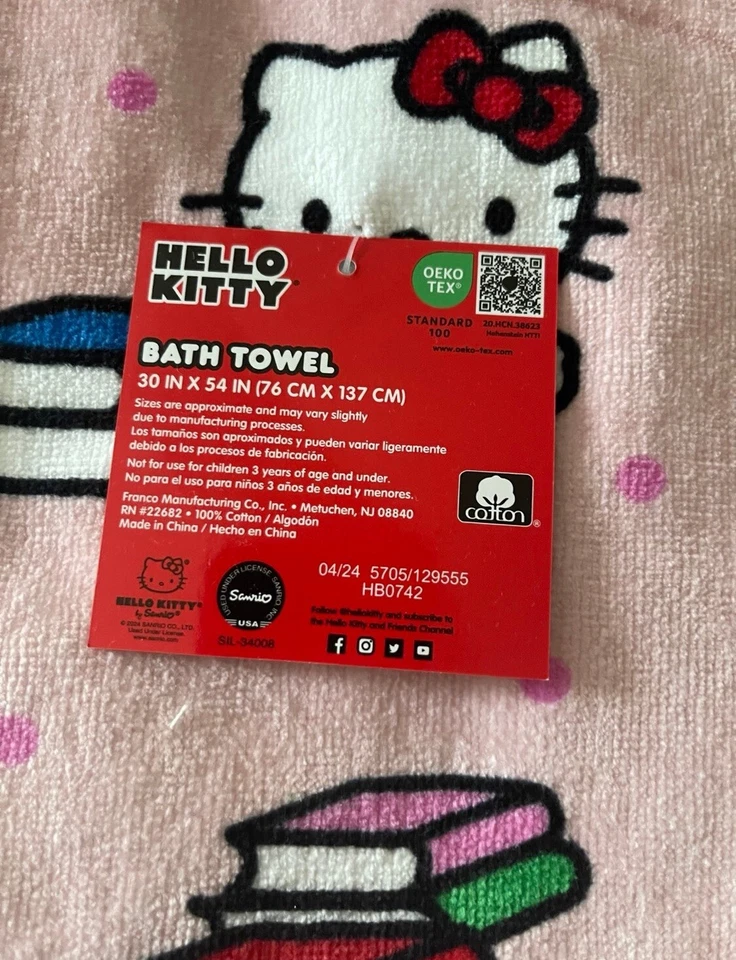 HELLO
KITTY®
OEKO
TEX®
STANDARD
100
20.HCN.38623
Hohenstein HTTI
www.oeko-tex.com
BATH TOWEL
30 IN X 54 IN (76 CM X 137 CM)
Sizes are approximate and may vary slightly
due to manufacturing processes.
Los tamaños son aproximados y pueden variar ligeramente
debido a los procesos de fabricación.
Not for use for children 3 years of age and under.
No para el uso para niños 3 años de edad y menores.
Franco Manufacturing Co., Inc. • Metuchen, NJ 08840
RN #22682 • 100% Cotton / Algodón
Made in China / Hecho en China
cotton®
HELLO KITTY®
by Sanrio®
© 2024 SANRIO CO., LTD.
Used Under License.
www.sanrio.com
USED UNDER LICENSE SANRIO, INC.
Sanrio
USA
SIL-34008
04/24 5705/129555
HB0742
Follow @hellokitty and subscribe to
the Hello Kitty and Friends Channel